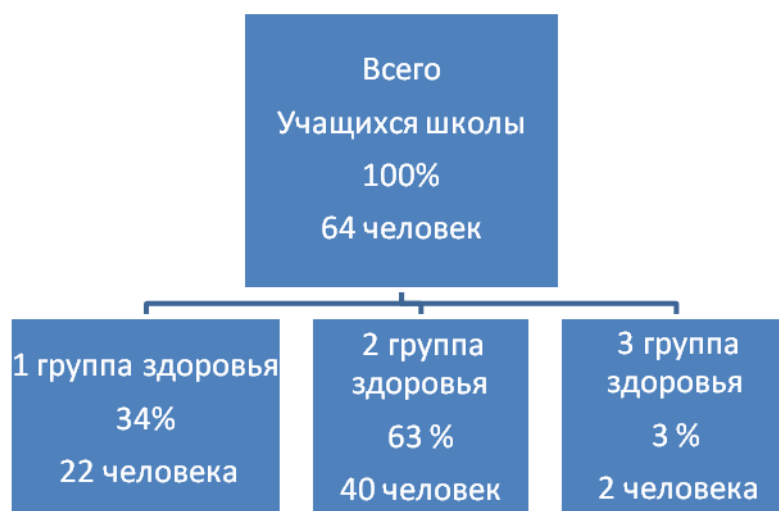 Всего
Учащихся школы
100%
64 человек
1 группа здоровья
34%
22 человека
2 группа
здоровья
63 %
40 человек
3 группа
здоровья
3 %
2 человека